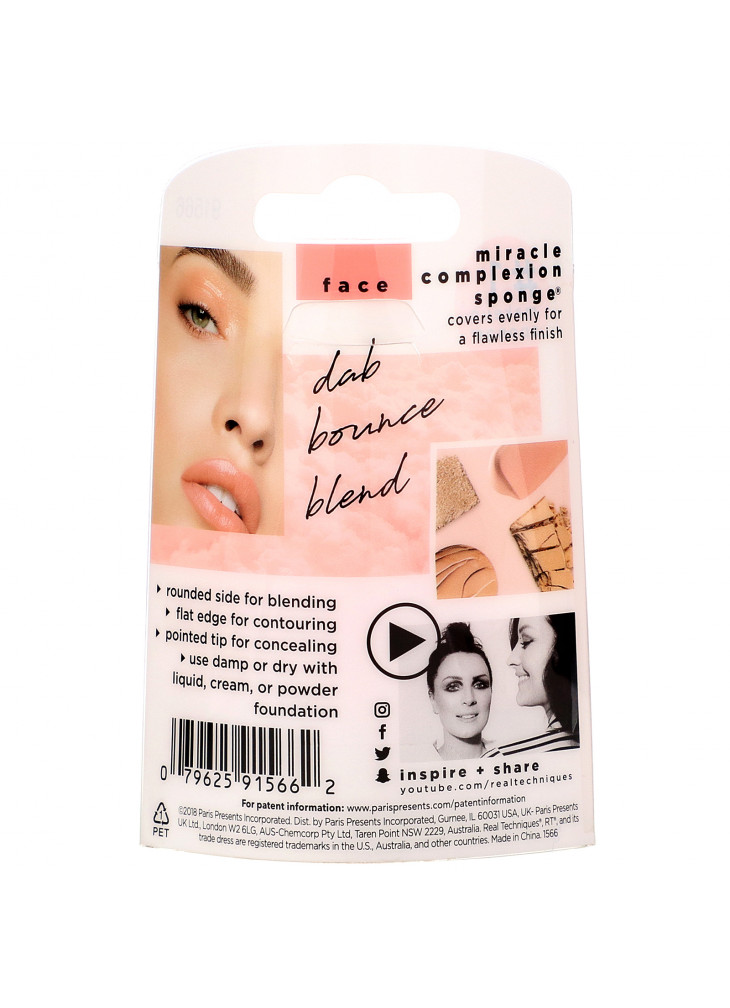 face
miracle
complexion
sponge®
covers evenly for
a flawless finish
dab
bounce
blend
rounded side for blending
flat edge for contouring
pointed tip for concealing
use damp or dry with
liquid, cream, or powder
foundation
0 79625 91566 2
inspire + share
youtube.com/realtechniques
PET
For patent information: www.parispresents.com/patentinformation
©2018 Paris Presents Incorporated. Dist. by Paris Presents Incorporated, Gurnee, IL 60031 USA, UK- Paris Presents
UK Ltd, London W2 6LG, AUS-Chemcorp Pty Ltd, Taren Point NSW 2229, Australia. Real Techniques®, RT®, and its
trade dress are registered trademarks in the U.S., Australia, and other countries. Made in China. 1566